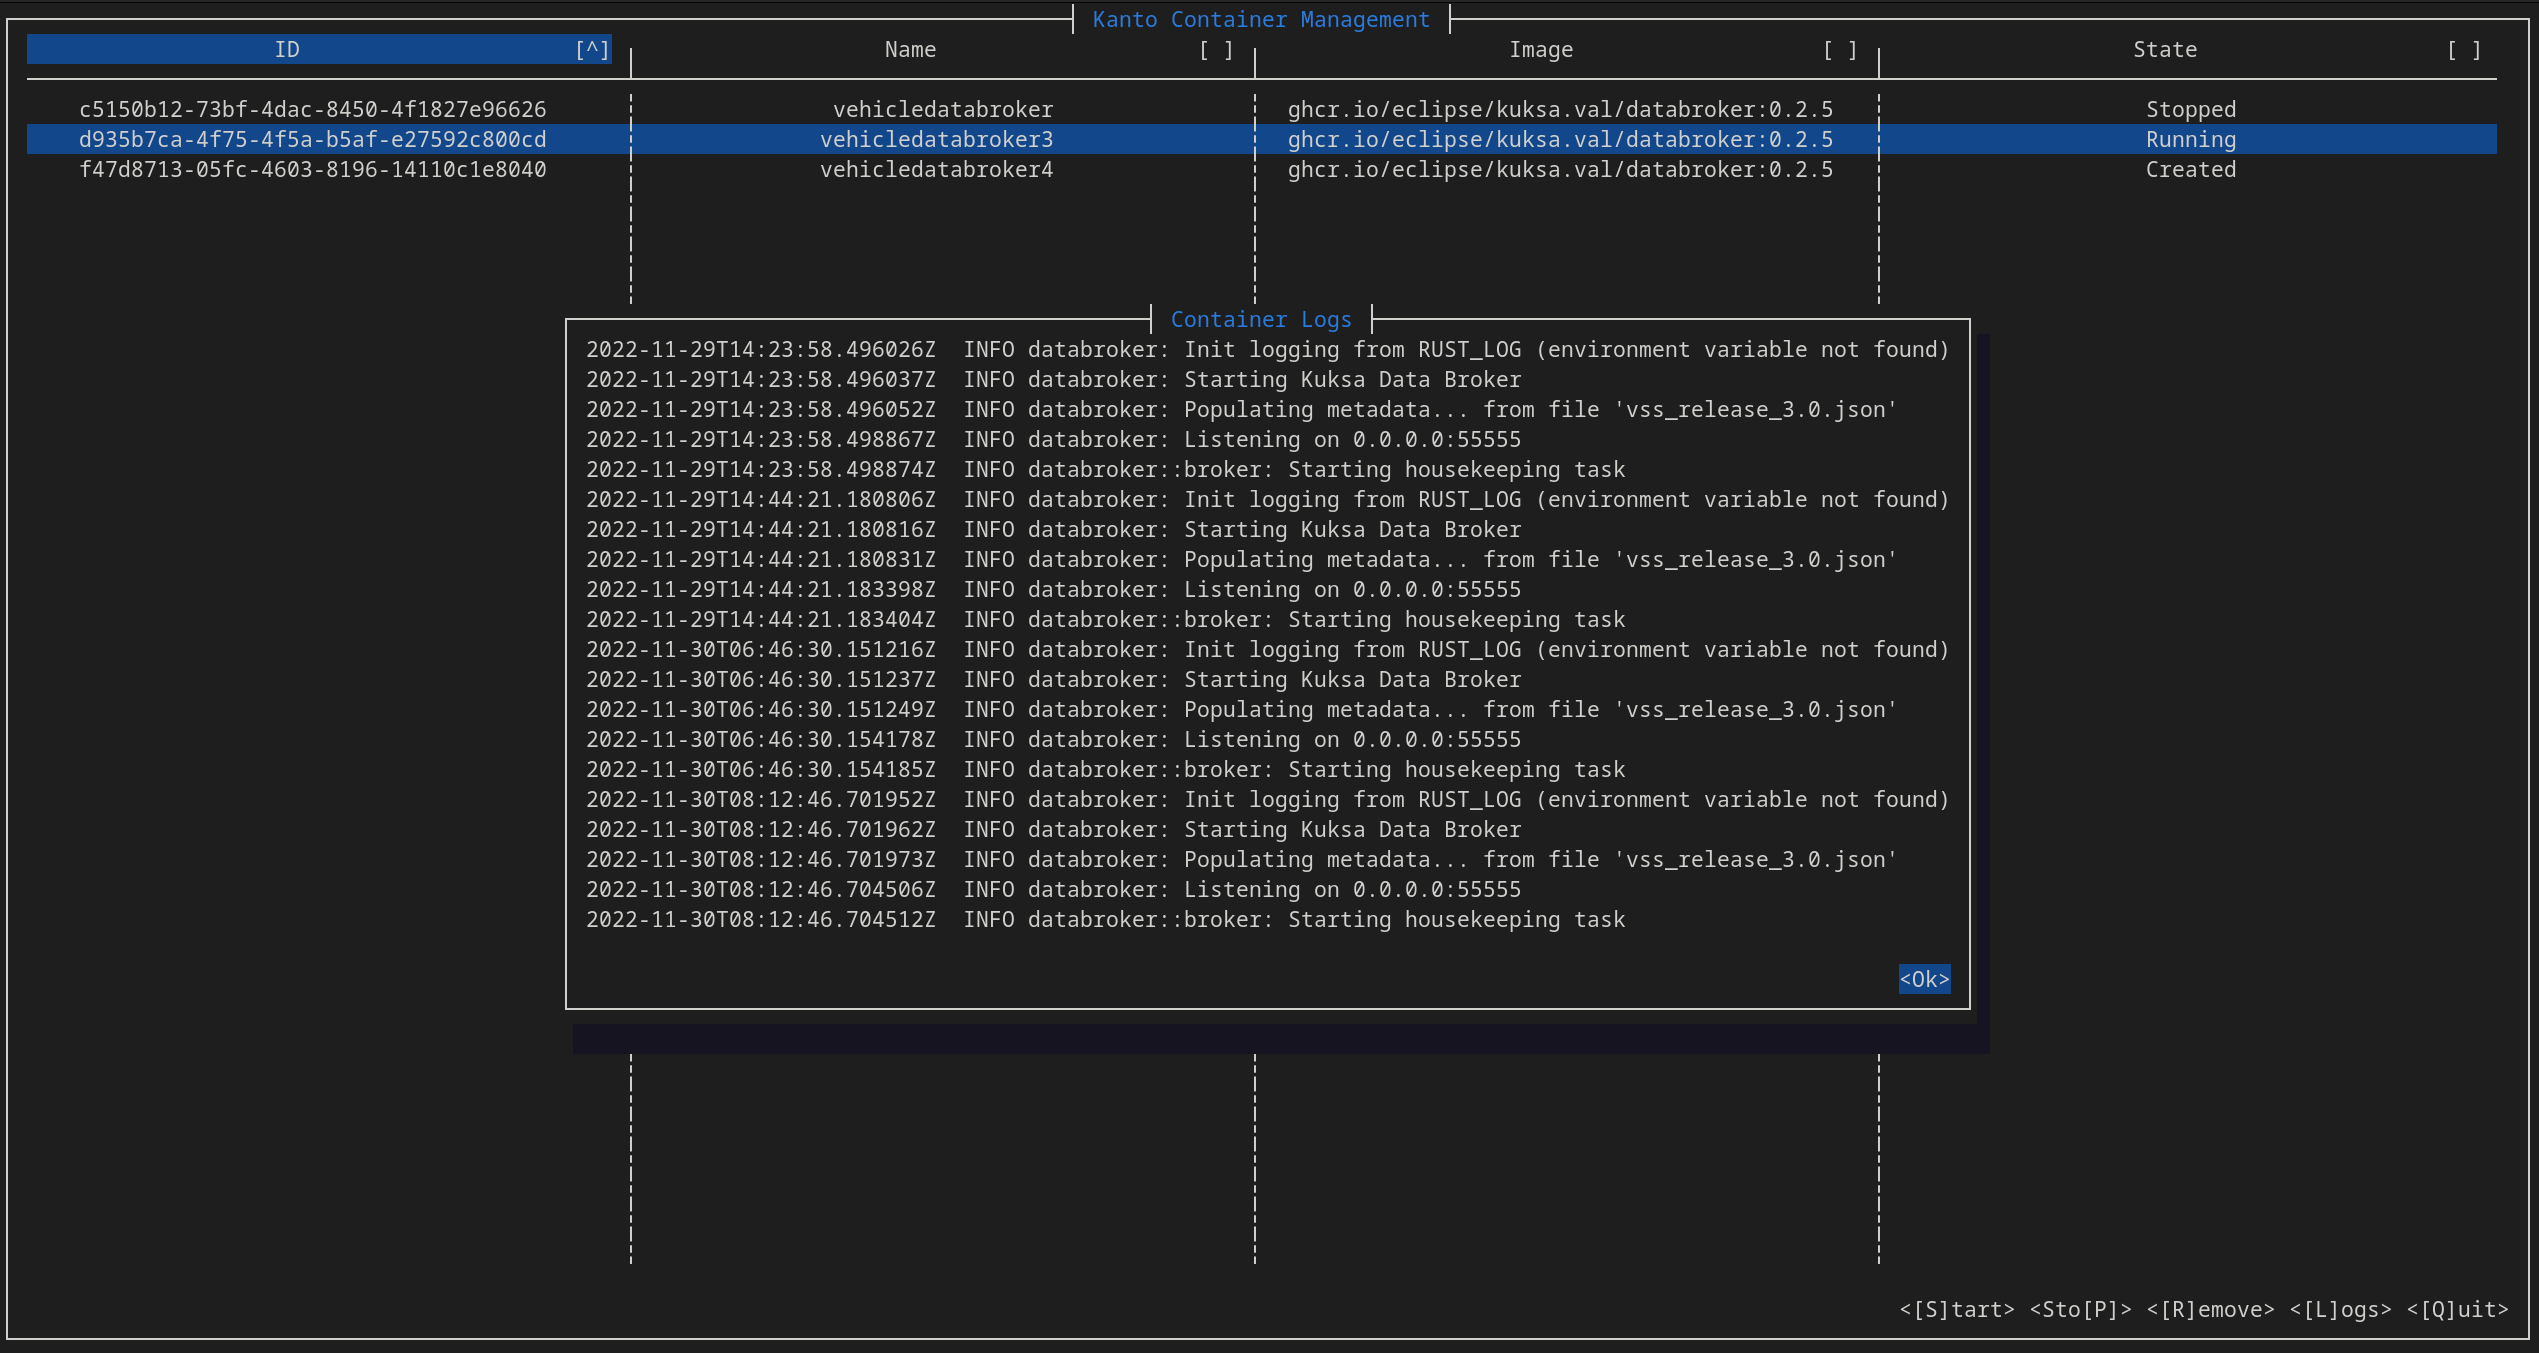 Kanto Container Management
ID [^] Name [ ] Image [ ] State [ ]
c5150b12-73bf-4dac-8450-4f1827e96626 vehicledatabroker ghcr.io/eclipse/kuksa.val/databroker:0.2.5 Stopped
d935b7ca-4f75-4f5a-b5af-e27592c800cd vehicledatabroker3 ghcr.io/eclipse/kuksa.val/databroker:0.2.5 Running
f47d8713-05fc-4603-8196-14110c1e8040 vehicledatabroker4 ghcr.io/eclipse/kuksa.val/databroker:0.2.5 Created
Container Logs
2022-11-29T14:23:58.496026Z  INFO databroker: Init logging from RUST_LOG (environment variable not found)
2022-11-29T14:23:58.496037Z  INFO databroker: Starting Kuksa Data Broker
2022-11-29T14:23:58.496052Z  INFO databroker: Populating metadata... from file 'vss_release_3.0.json'
2022-11-29T14:23:58.498867Z  INFO databroker: Listening on 0.0.0.0:55555
2022-11-29T14:23:58.498874Z  INFO databroker::broker: Starting housekeeping task
2022-11-29T14:44:21.180806Z  INFO databroker: Init logging from RUST_LOG (environment variable not found)
2022-11-29T14:44:21.180816Z  INFO databroker: Starting Kuksa Data Broker
2022-11-29T14:44:21.180831Z  INFO databroker: Populating metadata... from file 'vss_release_3.0.json'
2022-11-29T14:44:21.183398Z  INFO databroker: Listening on 0.0.0.0:55555
2022-11-29T14:44:21.183404Z  INFO databroker::broker: Starting housekeeping task
2022-11-30T06:46:30.151216Z  INFO databroker: Init logging from RUST_LOG (environment variable not found)
2022-11-30T06:46:30.151237Z  INFO databroker: Starting Kuksa Data Broker
2022-11-30T06:46:30.151249Z  INFO databroker: Populating metadata... from file 'vss_release_3.0.json'
2022-11-30T06:46:30.154178Z  INFO databroker: Listening on 0.0.0.0:55555
2022-11-30T06:46:30.154185Z  INFO databroker::broker: Starting housekeeping task
2022-11-30T08:12:46.701952Z  INFO databroker: Init logging from RUST_LOG (environment variable not found)
2022-11-30T08:12:46.701962Z  INFO databroker: Starting Kuksa Data Broker
2022-11-30T08:12:46.701973Z  INFO databroker: Populating metadata... from file 'vss_release_3.0.json'
2022-11-30T08:12:46.704506Z  INFO databroker: Listening on 0.0.0.0:55555
2022-11-30T08:12:46.704512Z  INFO databroker::broker: Starting housekeeping task
<Ok>
<[S]tart> <Sto[P]> <[R]emove> <[L]ogs> <[Q]uit>